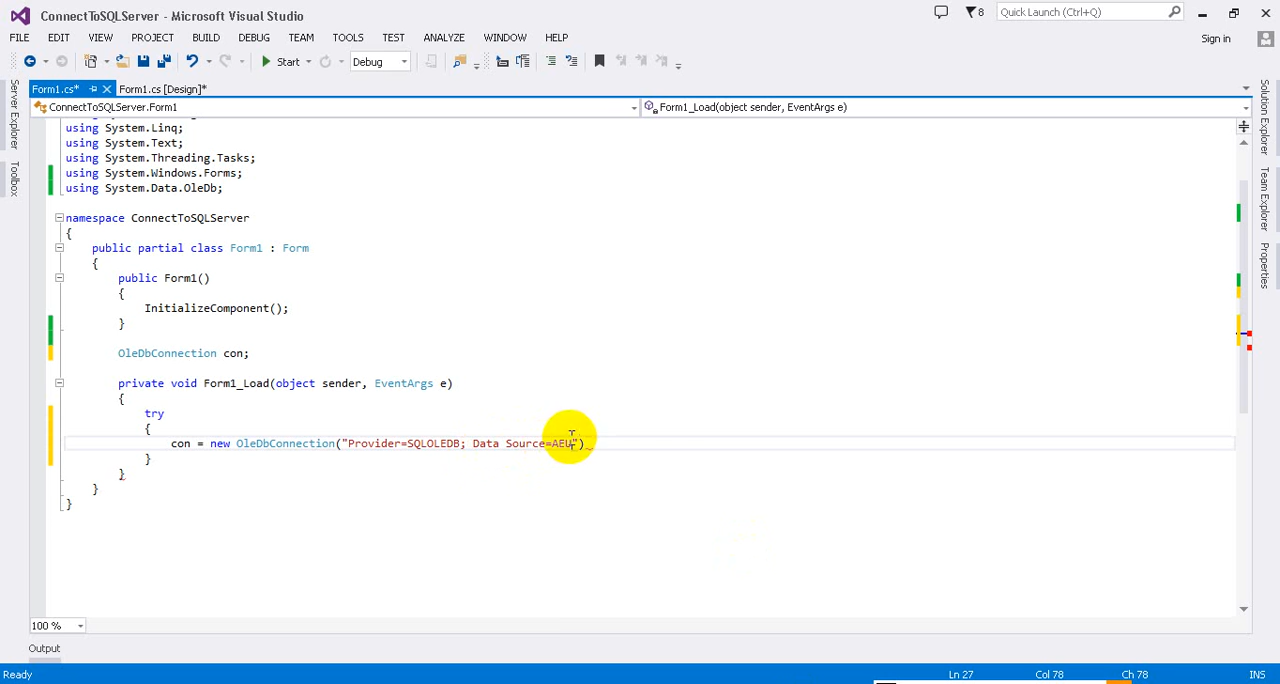 ConnectToSQLServer - Microsoft Visual Studio
8
Quick Launch (Ctrl+Q)
FILE EDIT VIEW PROJECT BUILD DEBUG TEAM TOOLS TEST ANALYZE WINDOW HELP
Sign in
Start
Debug
Form1.cs*
Form1.cs [Design]*
ConnectToSQLServer.Form1
Form1_Load(object sender, EventArgs e)
Server Explorer
Toolbox
Solution Explorer
Team Explorer
Properties
using System.Linq;
using System.Text;
using System.Threading.Tasks;
using System.Windows.Forms;
using System.Data.OleDb;
namespace ConnectToSQLServer
{
public partial class Form1 : Form
{
public Form1()
{
InitializeComponent();
}
OleDbConnection con;
private void Form1_Load(object sender, EventArgs e)
{
try
{
con = new OleDbConnection("Provider=SQLOLEDB; Data Source=AEU")
}
}
}
}
100 %
Output
Ready
Ln 27
Col 78
Ch 78
INS